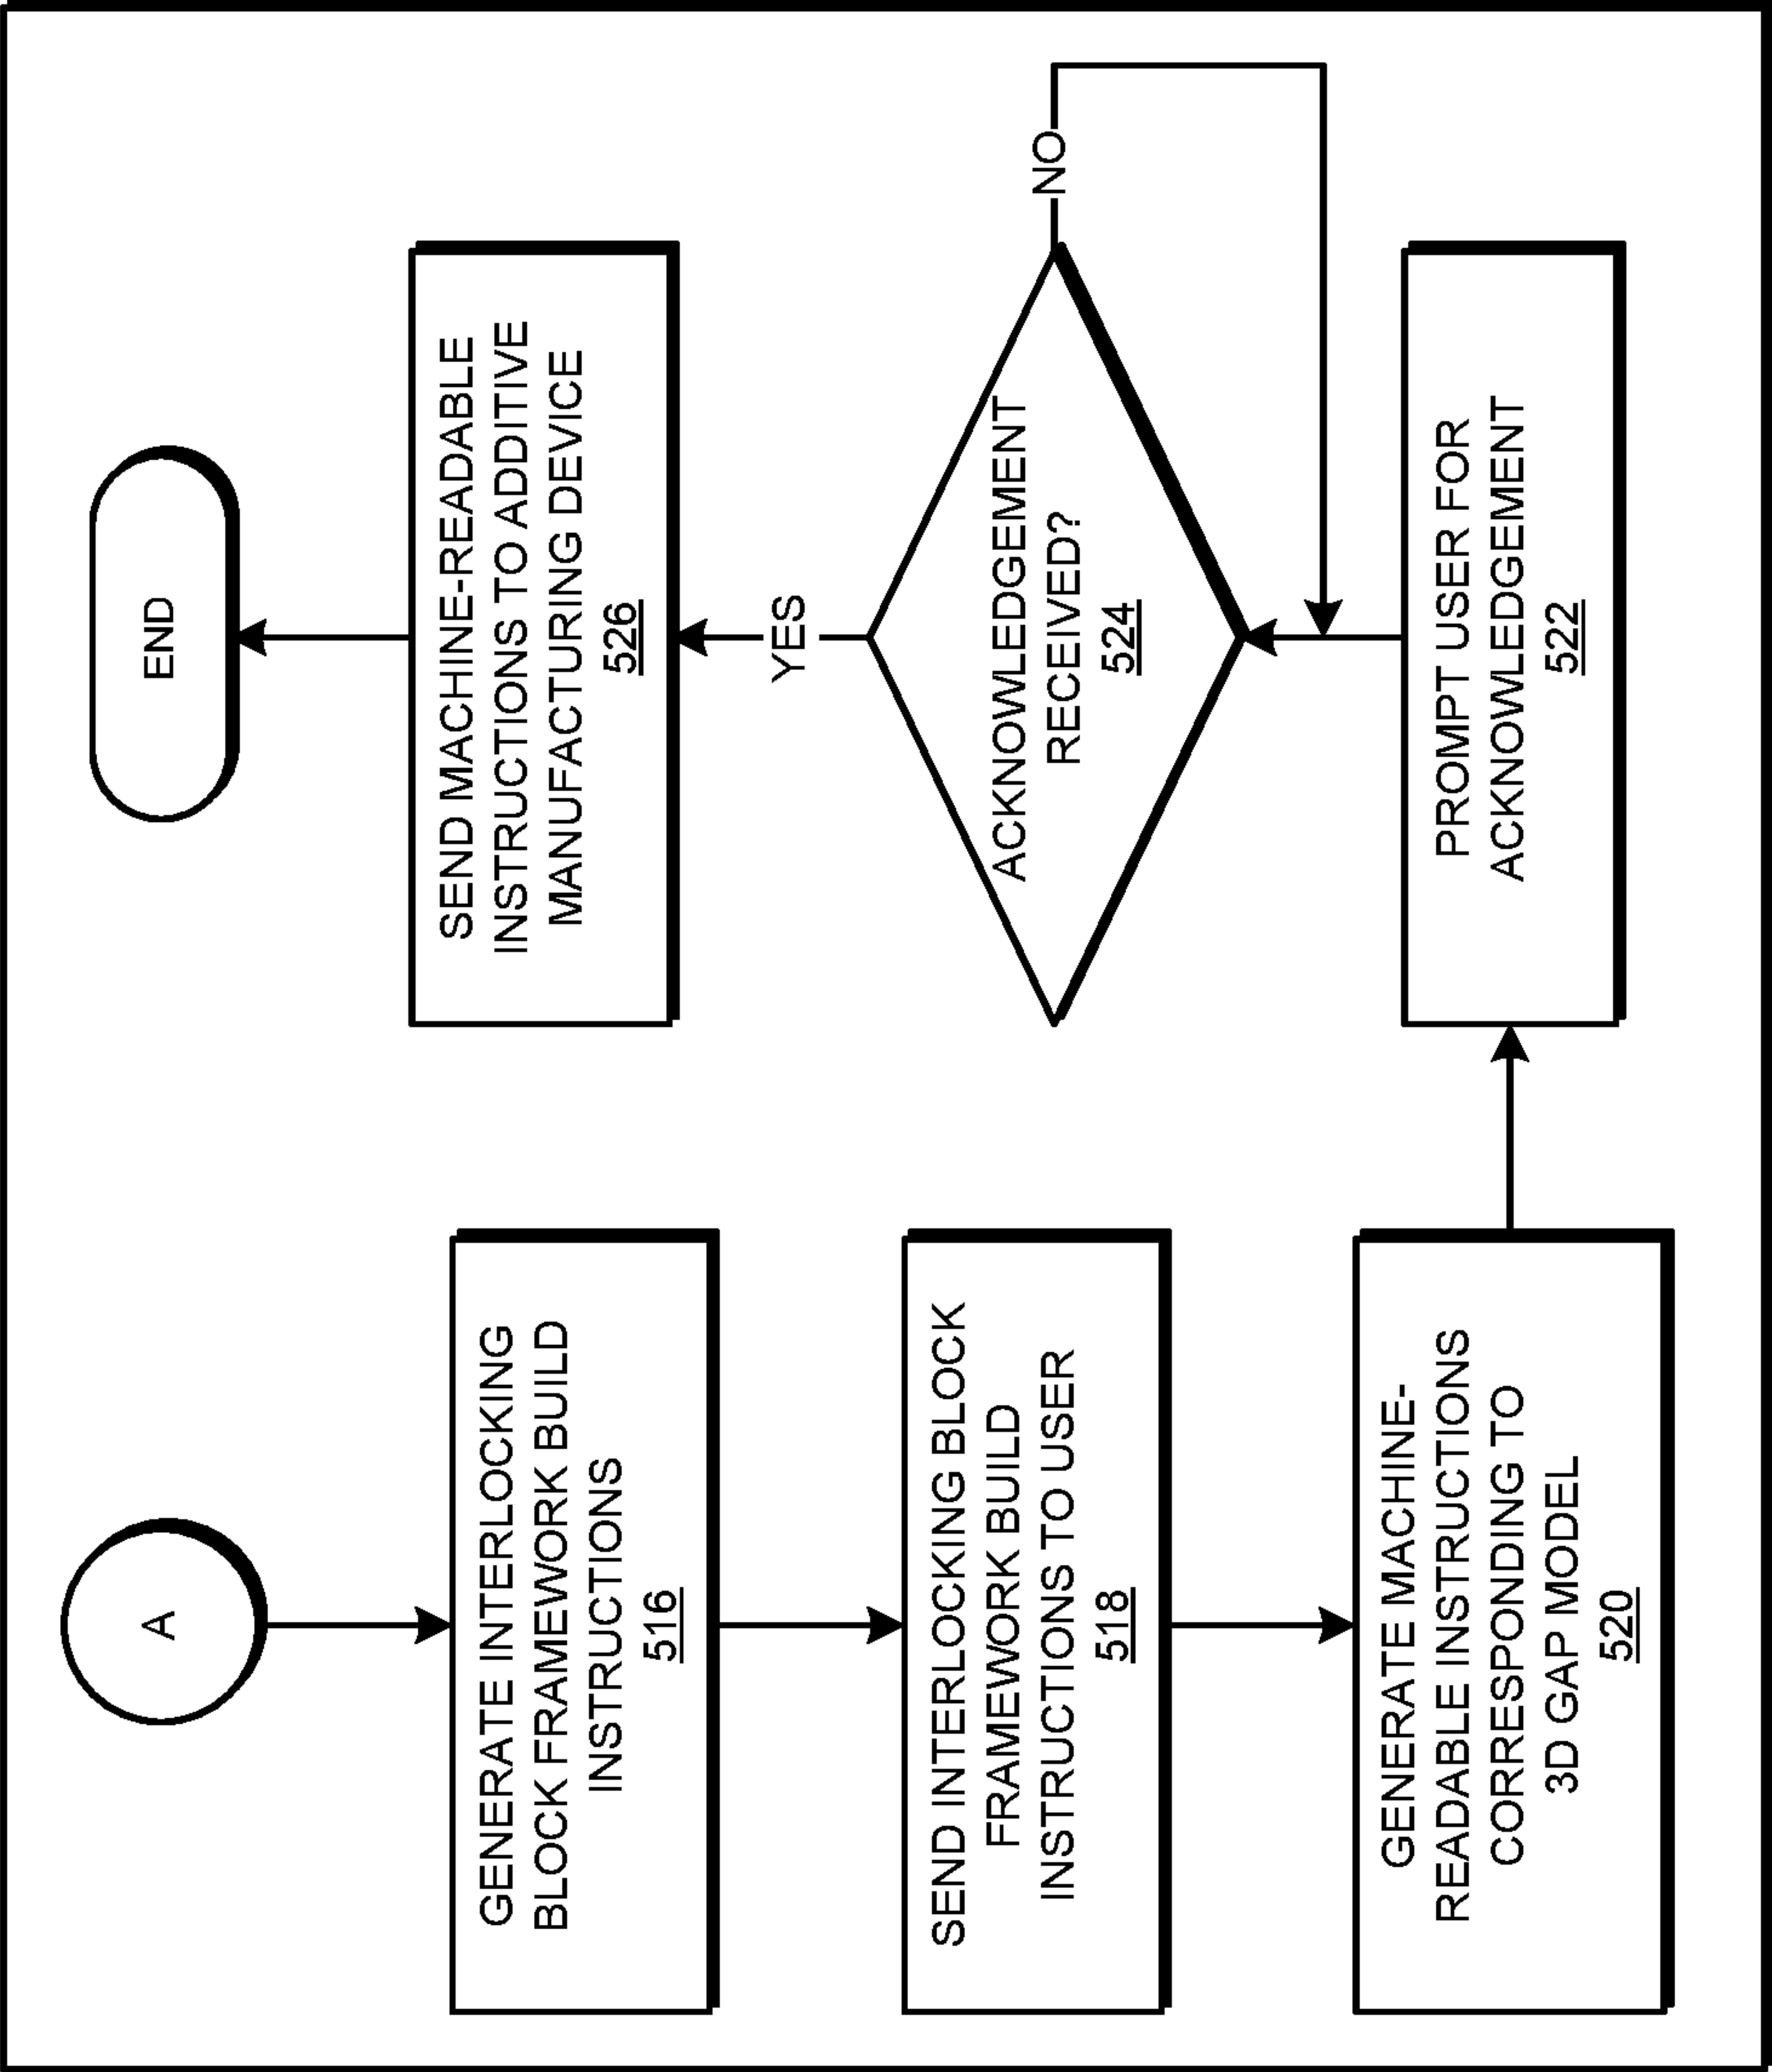 A
GENERATE INTERLOCKING
BLOCK FRAMEWORK BUILD
INSTRUCTIONS
516
SEND INTERLOCKING BLOCK
FRAMEWORK BUILD
INSTRUCTIONS TO USER
518
GENERATE MACHINE-
READABLE INSTRUCTIONS
CORRESPONDING TO
3D GAP MODEL
520
PROMPT USER FOR
ACKNOWLEDGEMENT
522
ACKNOWLEDGEMENT
RECEIVED?
524
NO
YES
SEND MACHINE-READABLE
INSTRUCTIONS TO ADDITIVE
MANUFACTURING DEVICE
526
END